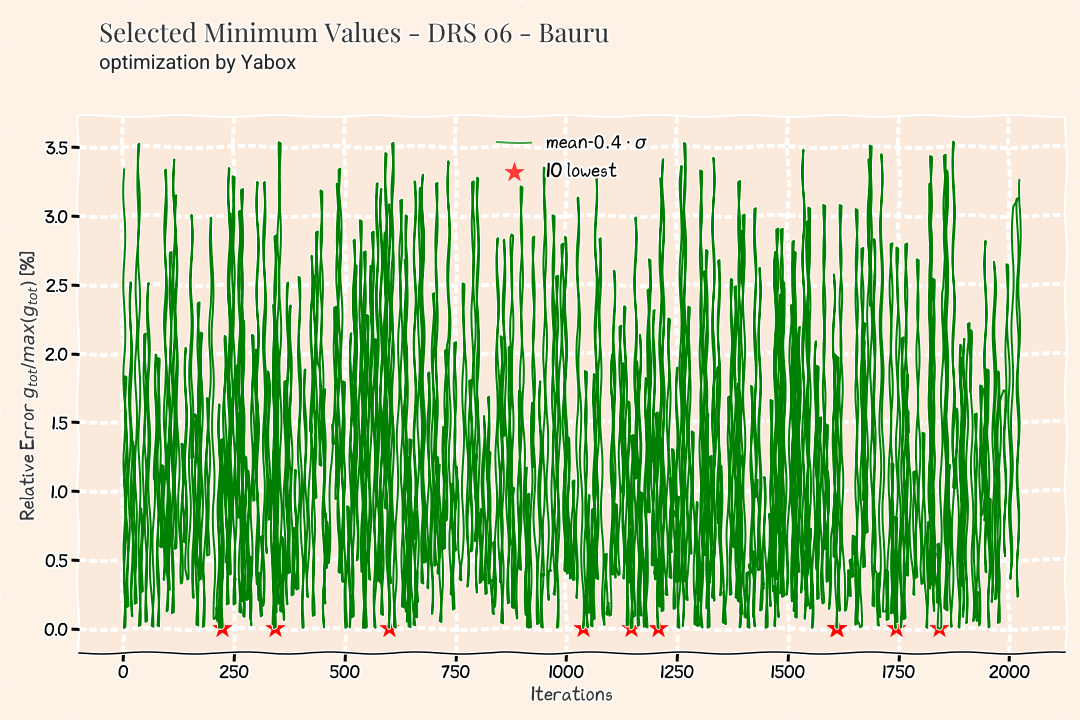 Selected Minimum Values - DRS 06 - Bauru
optimization by Yabox
mean-0.4 · σ
10 lowest
Relative Error g_tot/max(g_tot) [%]
3.5
3.0
2.5
2.0
1.5
1.0
0.5
0.0
0 250 500 750 1000 1250 1500 1750 2000
Iterations